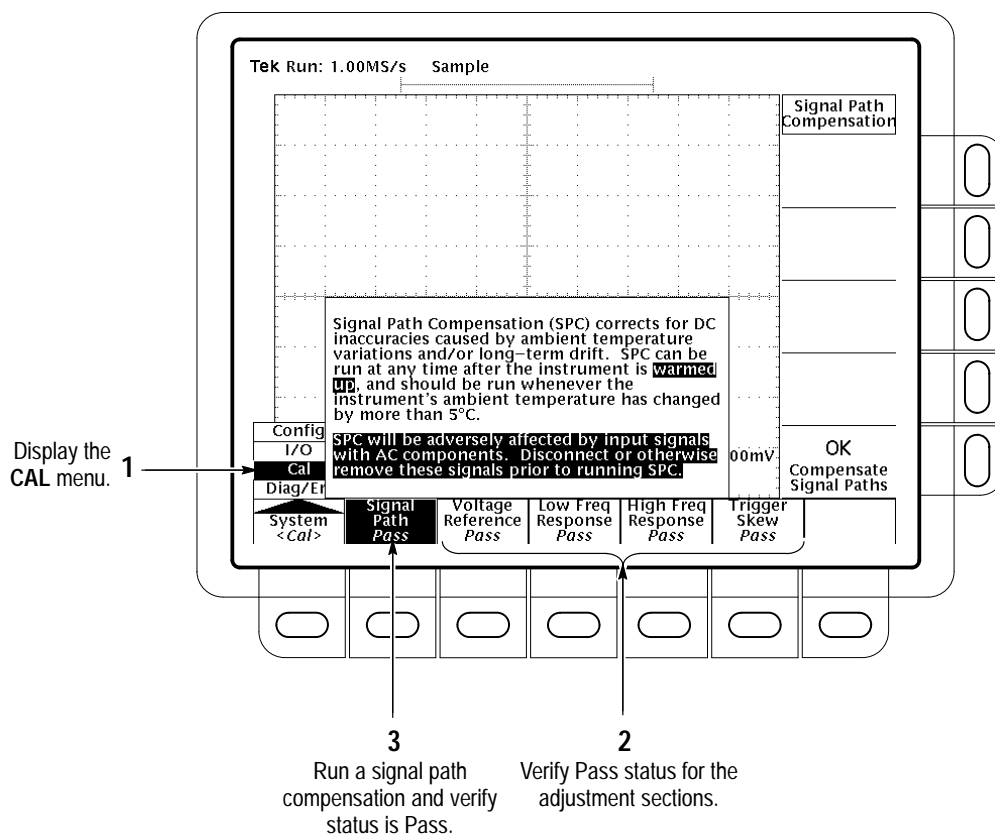 Tek Run: 1.00MS/s Sample
Signal Path
Compensation
Signal Path Compensation (SPC) corrects for DC
inaccuracies caused by ambient temperature
variations and/or long-term drift. SPC can be
run at any time after the instrument is warmed
up, and should be run whenever the
instrument's ambient temperature has changed
by more than 5°C.
SPC will be adversely affected by input signals
with AC components. Disconnect or otherwise
remove these signals prior to running SPC.
00mV
OK
Compensate
Signal Paths
Config
I/O
Cal
Diag/Er
System
<Cal>
Signal
Path
Pass
Voltage
Reference
Pass
Low Freq
Response
Pass
High Freq
Response
Pass
Trigger
Skew
Pass
Display the
CAL menu. 1
3
Run a signal path
compensation and verify
status is Pass.
2
Verify Pass status for the
adjustment sections.